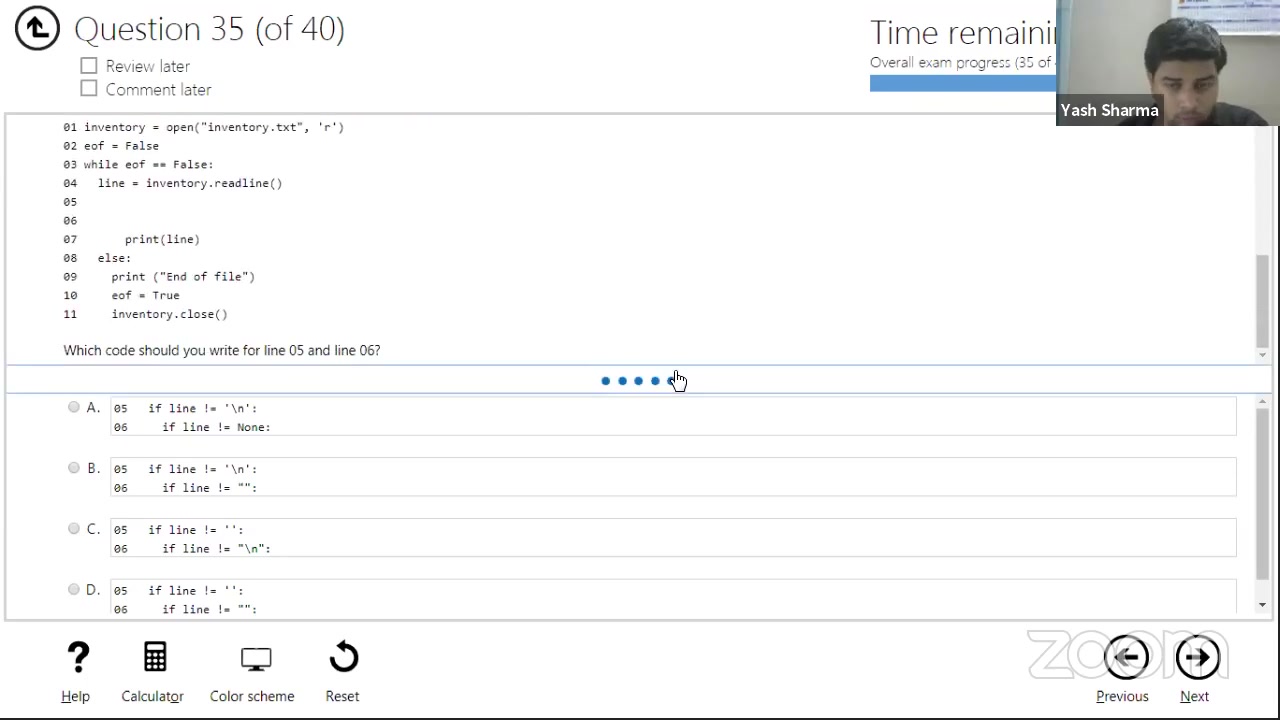 Question 35 (of 40)
Review later
Comment later
Time remaini
Overall exam progress (35 of
Yash Sharma
01 inventory = open("inventory.txt", 'r')
02 eof = False
03 while eof == False:
04 line = inventory.readline()
05
06
07 print(line)
08 else:
09 print ("End of file")
10 eof = True
11 inventory.close()
Which code should you write for line 05 and line 06?
A. 05 if line != '\n':
06 if line != None:
B. 05 if line != '\n':
06 if line != "":
C. 05 if line != '':
06 if line != "\n":
D. 05 if line != '':
06 if line != "":
? Help
Calculator
Color scheme
Reset
zoom
Previous
Next